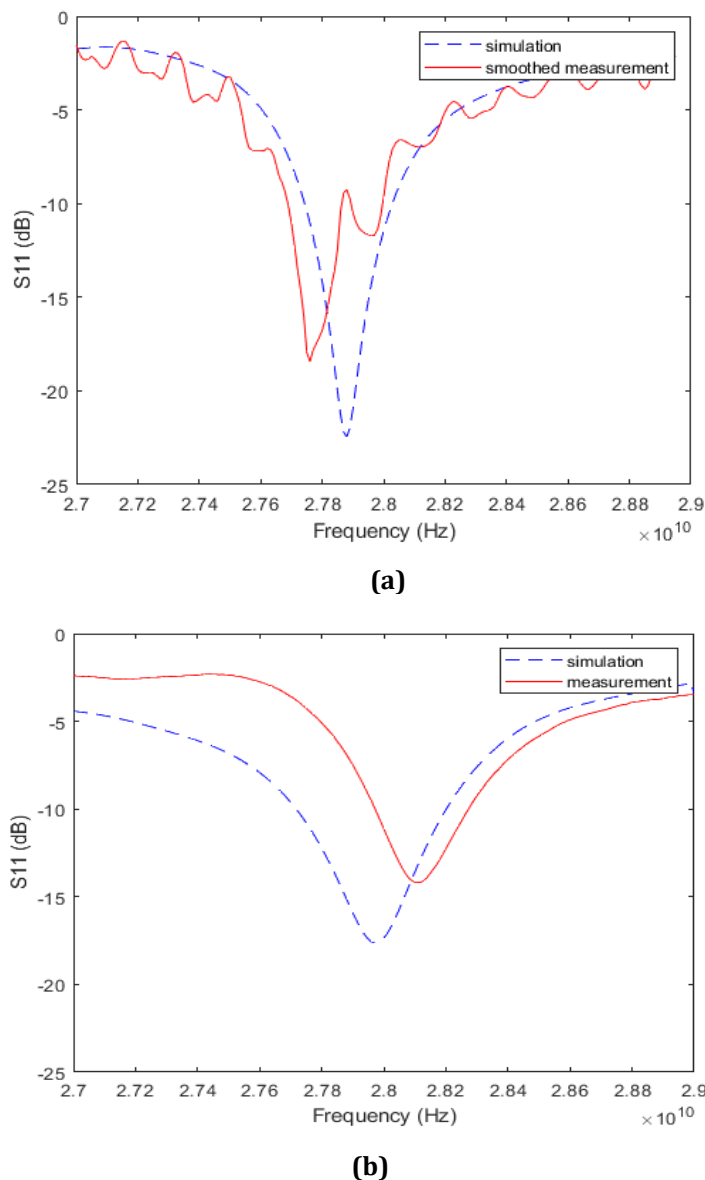 0
simulation
smoothed measurement
-5
-10
-15
-20
-25
S11 (dB)
2.7 2.72 2.74 2.76 2.78 2.8 2.82 2.84 2.86 2.88 2.9
Frequency (Hz)
× 10^10
(a)
0
simulation
measurement
-5
-10
-15
-20
-25
S11 (dB)
2.7 2.72 2.74 2.76 2.78 2.8 2.82 2.84 2.86 2.88 2.9
Frequency (Hz)
× 10^10
(b)